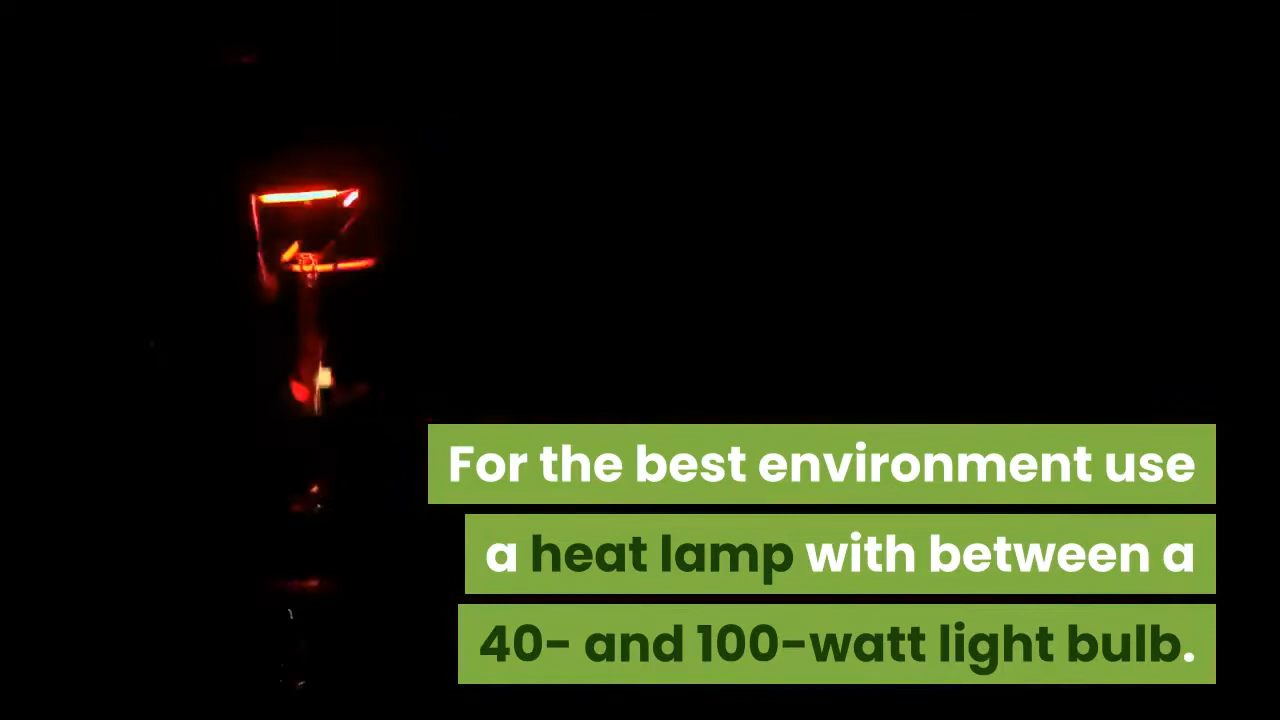 For the best environment use
a heat lamp with between a
40- and 100-watt light bulb.